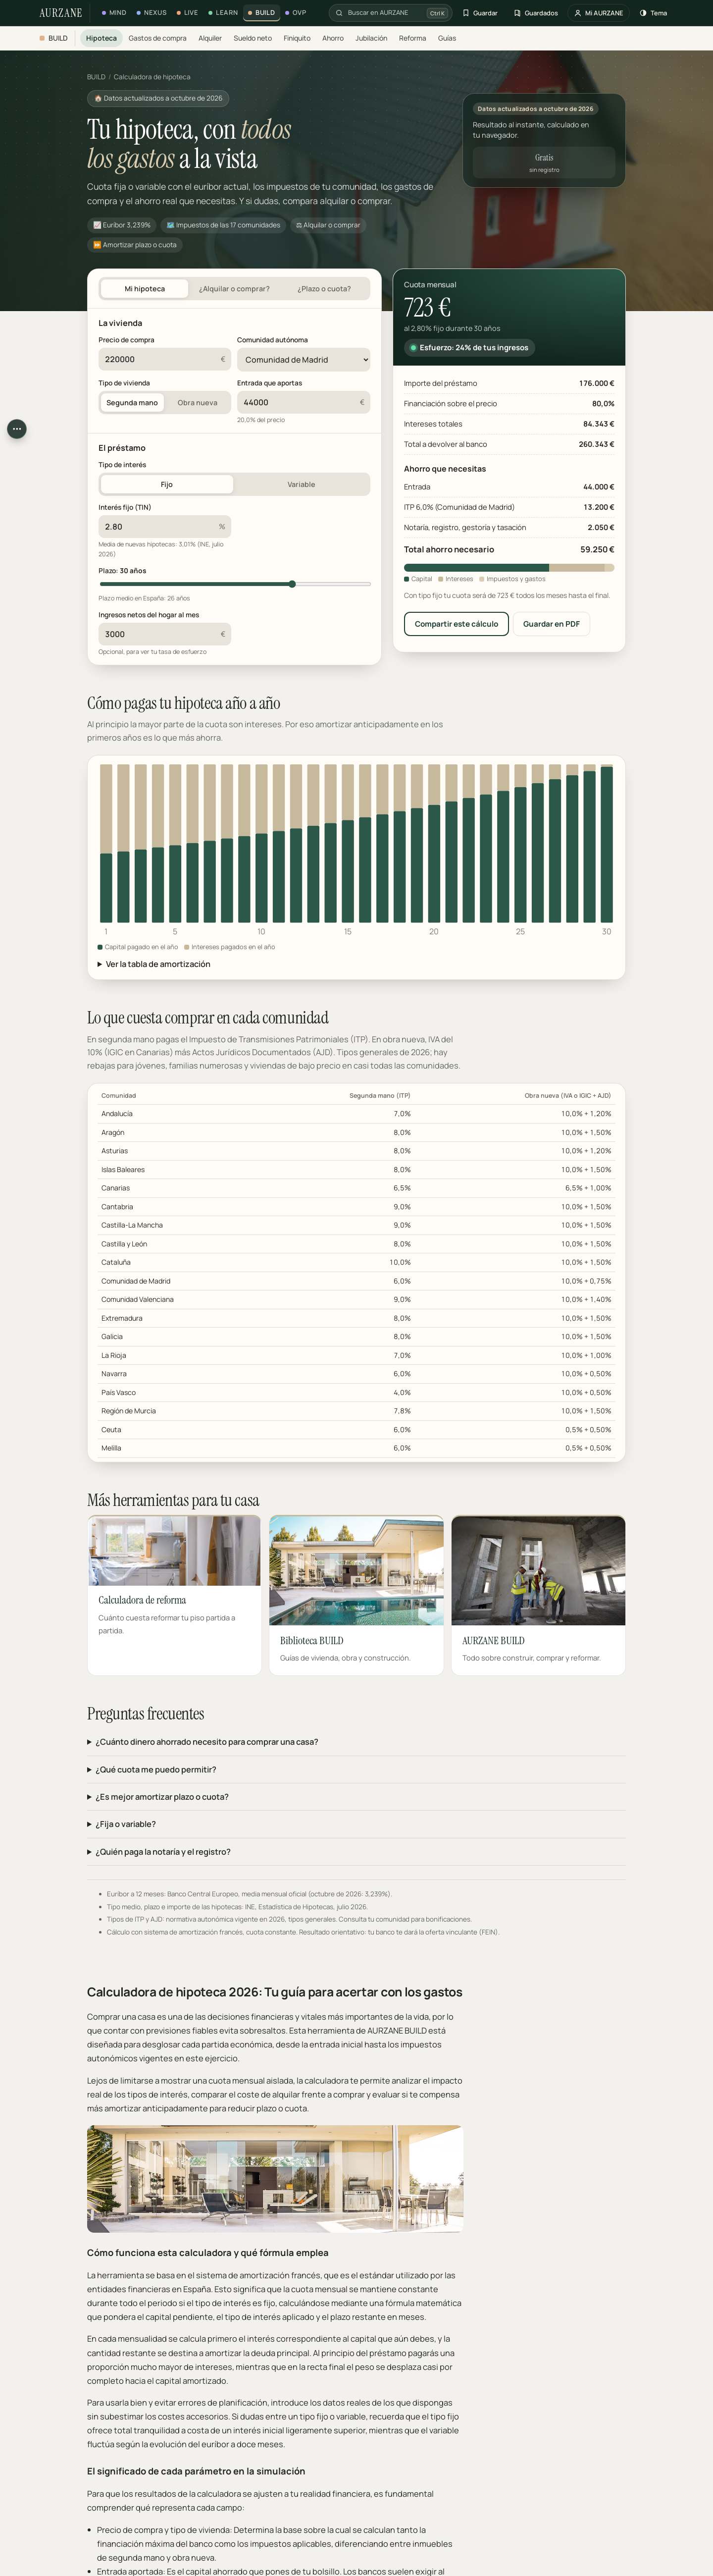 AURZANE
MIND
NEXUS
LIVE
LEARN
BUILD
OVP
Buscar en AURZANE
Ctrl K
Guardar
Guardados
Mi AURZANE
Tema
BUILD
Hipoteca
Gastos de compra
Alquiler
Sueldo neto
Finiquito
Ahorro
Jubilación
Reforma
Guías
BUILD / Calculadora de hipoteca
🏠 Datos actualizados a octubre de 2026
Tu hipoteca, con todos
los gastos a la vista
Cuota fija o variable con el euríbor actual, los impuestos de tu comunidad, los gastos de
compra y el ahorro real que necesitas. Y si dudas, compara alquilar o comprar.
📈 Euríbor 3,239%
🗺️ Impuestos de las 17 comunidades
⚖ Alquilar o comprar
⏩ Amortizar plazo o cuota
Datos actualizados a octubre de 2026
Resultado al instante, calculado en
tu navegador.
Gratis
sin registro
Mi hipoteca
¿Alquilar o comprar?
¿Plazo o cuota?
La vivienda
Precio de compra
Comunidad autónoma
220000 €
Comunidad de Madrid
Tipo de vivienda
Entrada que aportas
Segunda mano
Obra nueva
44000 €
20,0% del precio
El préstamo
Tipo de interés
Fijo
Variable
Interés fijo (TIN)
2.80 %
Media de nuevas hipotecas: 3,01% (INE, julio
2026)
Plazo: 30 años
Plazo medio en España: 26 años
Ingresos netos del hogar al mes
3000 €
Opcional, para ver tu tasa de esfuerzo
Cuota mensual
723 €
al 2,80% fijo durante 30 años
Esfuerzo: 24% de tus ingresos
Importe del préstamo 176.000 €
Financiación sobre el precio 80,0%
Intereses totales 84.343 €
Total a devolver al banco 260.343 €
Ahorro que necesitas
Entrada 44.000 €
ITP 6,0% (Comunidad de Madrid) 13.200 €
Notaría, registro, gestoría y tasación 2.050 €
Total ahorro necesario 59.250 €
Capital
Intereses
Impuestos y gastos
Con tipo fijo tu cuota será de 723 € todos los meses hasta el final.
Compartir este cálculo
Guardar en PDF
Cómo pagas tu hipoteca año a año
Al principio la mayor parte de la cuota son intereses. Por eso amortizar anticipadamente en los
primeros años es lo que más ahorra.
1 5 10 15 20 25 30
Capital pagado en el año
Intereses pagados en el año
Ver la tabla de amortización
Lo que cuesta comprar en cada comunidad
En segunda mano pagas el Impuesto de Transmisiones Patrimoniales (ITP). En obra nueva, IVA del
10% (IGIC en Canarias) más Actos Jurídicos Documentados (AJD). Tipos generales de 2026; hay
rebajas para jóvenes, familias numerosas y viviendas de bajo precio en casi todas las comunidades.
Comunidad Segunda mano (ITP) Obra nueva (IVA o IGIC + AJD)
Andalucía 7,0% 10,0% + 1,20%
Aragón 8,0% 10,0% + 1,50%
Asturias 8,0% 10,0% + 1,20%
Islas Baleares 8,0% 10,0% + 1,50%
Canarias 6,5% 6,5% + 1,00%
Cantabria 9,0% 10,0% + 1,50%
Castilla-La Mancha 9,0% 10,0% + 1,50%
Castilla y León 8,0% 10,0% + 1,50%
Cataluña 10,0% 10,0% + 1,50%
Comunidad de Madrid 6,0% 10,0% + 0,75%
Comunidad Valenciana 9,0% 10,0% + 1,40%
Extremadura 8,0% 10,0% + 1,50%
Galicia 8,0% 10,0% + 1,50%
La Rioja 7,0% 10,0% + 1,00%
Navarra 6,0% 10,0% + 0,50%
País Vasco 4,0% 10,0% + 0,50%
Región de Murcia 7,8% 10,0% + 1,50%
Ceuta 6,0% 0,5% + 0,50%
Melilla 6,0% 0,5% + 0,50%
Más herramientas para tu casa
Calculadora de reforma
Cuánto cuesta reformar tu piso partida a
partida.
Biblioteca BUILD
Guías de vivienda, obra y construcción.
AURZANE BUILD
Todo sobre construir, comprar y reformar.
Preguntas frecuentes
¿Cuánto dinero ahorrado necesito para comprar una casa?
¿Qué cuota me puedo permitir?
¿Es mejor amortizar plazo o cuota?
¿Fija o variable?
¿Quién paga la notaría y el registro?
Euríbor a 12 meses: Banco Central Europeo, media mensual oficial (octubre de 2026: 3,239%).
Tipo medio, plazo e importe de las hipotecas: INE, Estadística de Hipotecas, julio 2026.
Tipos de ITP y AJD: normativa autonómica vigente en 2026, tipos generales. Consulta tu comunidad para bonificaciones.
Cálculo con sistema de amortización francés, cuota constante. Resultado orientativo: tu banco te dará la oferta vinculante (FEIN).
Calculadora de hipoteca 2026: Tu guía para acertar con los gastos
Comprar una casa es una de las decisiones financieras y vitales más importantes de la vida, por lo
que contar con previsiones fiables evita sobresaltos. Esta herramienta de AURZANE BUILD está
diseñada para desglosar cada partida económica, desde la entrada inicial hasta los impuestos
autonómicos vigentes en este ejercicio.
Lejos de limitarse a mostrar una cuota mensual aislada, la calculadora te permite analizar el impacto
real de los tipos de interés, comparar el coste de alquilar frente a comprar y evaluar si te compensa
más amortizar anticipadamente para reducir plazo o cuota.
Cómo funciona esta calculadora y qué fórmula emplea
La herramienta se basa en el sistema de amortización francés, que es el estándar utilizado por las
entidades financieras en España. Esto significa que la cuota mensual se mantiene constante
durante todo el periodo si el tipo de interés es fijo, calculándose mediante una fórmula matemática
que pondera el capital pendiente, el tipo de interés aplicado y el plazo restante en meses.
En cada mensualidad se calcula primero el interés correspondiente al capital que aún debes, y la
cantidad restante se destina a amortizar la deuda principal. Al principio del préstamo pagarás una
proporción mucho mayor de intereses, mientras que en la recta final el peso se desplaza casi por
completo hacia el capital amortizado.
Para usarla bien y evitar errores de planificación, introduce los datos reales de los que dispongas
sin subestimar los costes accesorios. Si dudas entre un tipo fijo o variable, recuerda que el tipo fijo
ofrece total tranquilidad a costa de un interés inicial ligeramente superior, mientras que el variable
fluctúa según la evolución del euríbor a doce meses.
El significado de cada parámetro en la simulación
Para que los resultados de la calculadora se ajusten a tu realidad financiera, es fundamental
comprender qué representa cada campo:
Precio de compra y tipo de vivienda: Determina la base sobre la cual se calculan tanto la
financiación máxima del banco como los impuestos aplicables, diferenciando entre inmuebles
de segunda mano y obra nueva.
Entrada aportada: Es el capital ahorrado que pones de tu bolsillo. Los bancos suelen exigir al